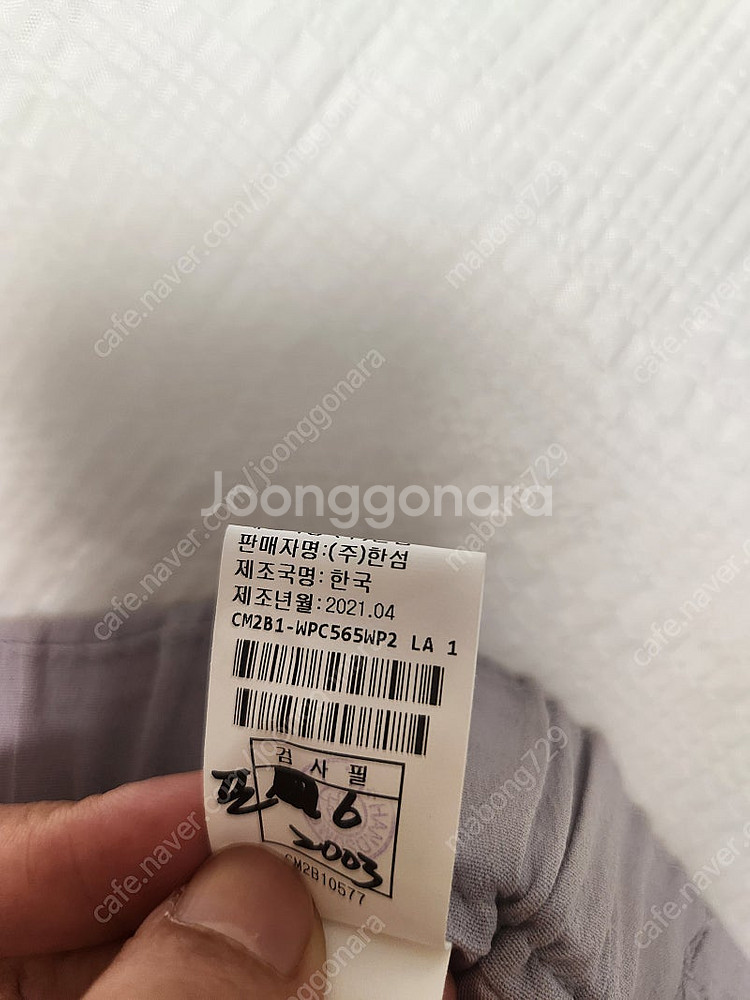 판매자명:(주)한섬
제조국명: 한국
제조년월:2021.04
CM2B1-WPC565WP2 LA 1
검 사 필
6
2003
CM2B10577
Joonggonara
cafe.naver.com/joonggonara
mabong729